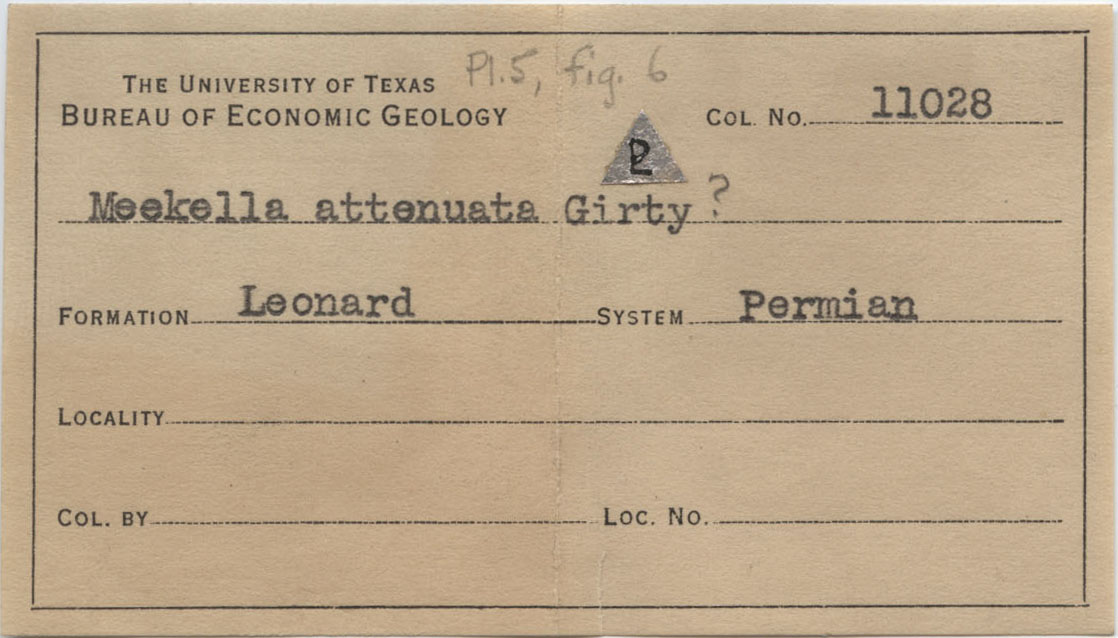 Pl.5, fig. 6
THE UNIVERSITY OF TEXAS
BUREAU OF ECONOMIC GEOLOGY
COL. NO. 11028
Meekella attenuata Girty ?
FORMATION Leonard SYSTEM Permian
LOCALITY
COL. BY LOC. NO.